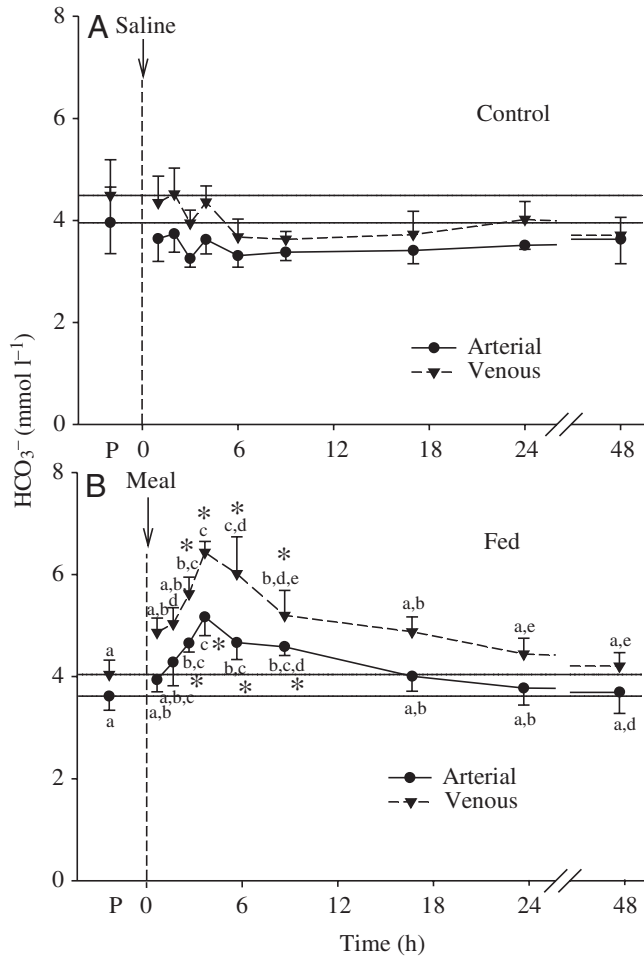 8
A
Saline
Control
6
4
2
0
Arterial
Venous
P 0 6 12 18 24 48
HCO₃⁻ (mmol l⁻¹)
8
B
Meal
Fed
*
* c
* c,d
* b,c
* b,d,e
a,b
d
a,b
a,b
a,e
a,e
6
4
2
0
a
a
a,b
a,b,c
b,c
*
c *
b,c
*
b,c,d
*
a,b
a,b
a,d
Arterial
Venous
P 0 6 12 18 24 48
Time (h)